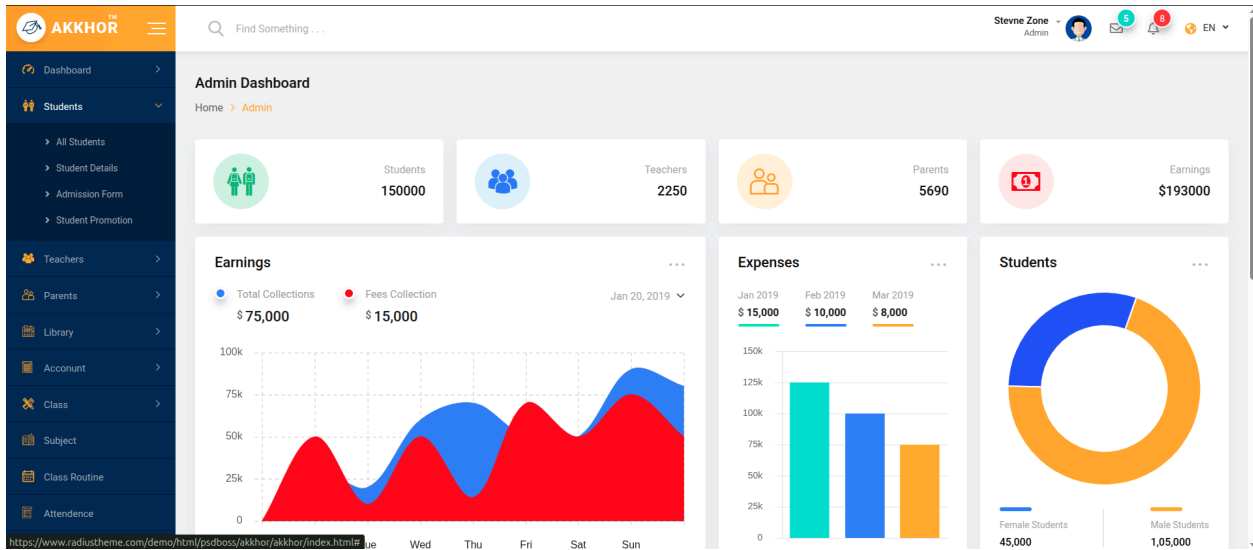 AKKHOR™
Find Something . . .
Stevne Zone
Admin
5
8
EN
Dashboard
Students
All Students
Student Details
Admission Form
Student Promotion
Teachers
Parents
Library
Acconunt
Class
Subject
Class Routine
Attendence
https://www.radiustheme.com/demo/html/psdboss/akkhor/akkhor/index.html#
Admin Dashboard
Home > Admin
Students
150000
Teachers
2250
Parents
5690
Earnings
$193000
Earnings
Total Collections
$ 75,000
Fees Collection
$ 15,000
Jan 20, 2019
100k
75k
50k
25k
0
ue Wed Thu Fri Sat Sun
Expenses
Jan 2019 Feb 2019 Mar 2019
$ 15,000 $ 10,000 $ 8,000
150k
125k
100k
75k
50k
25k
0
Students
Female Students Male Students
45,000 1,05,000